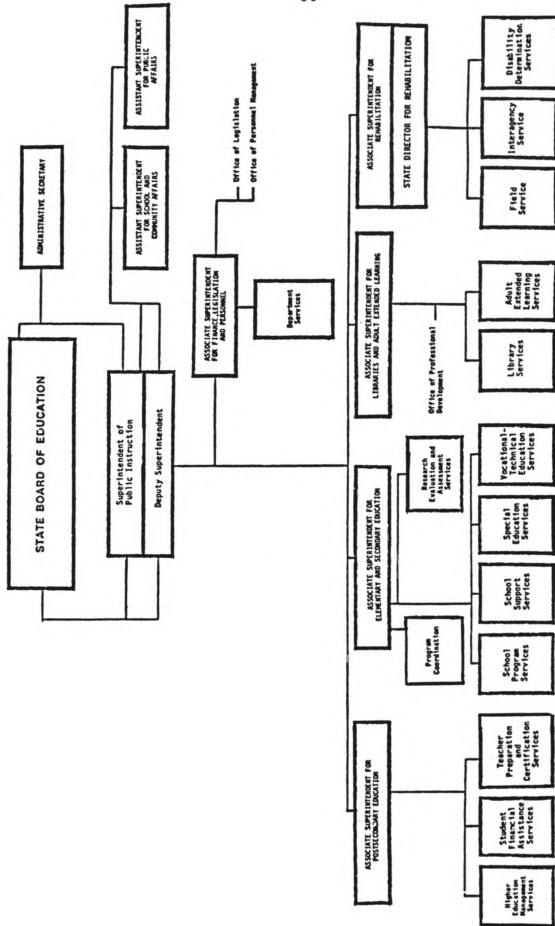 STATE BOARD OF EDUCATION
ADMINISTRATIVE SECRETARY
Superintendent of
Public Instruction
Deputy Superintendent
ASSISTANT SUPERINTENDENT
FOR SCHOOL AND
COMMUNITY AFFAIRS
ASSISTANT SUPERINTENDENT
FOR PUBLIC
AFFAIRS
ASSOCIATE SUPERINTENDENT
FOR FINANCE,LEGISLATION
AND PERSONNEL
Office of Legislation
Office of Personnel Management
Department
Services
ASSOCIATE SUPERINTENDENT FOR
POSTSECONDARY EDUCATION
ASSOCIATE SUPERINTENDENT FOR
ELEMENTARY AND SECONDARY EDUCATION
ASSOCIATE SUPERINTENDENT FOR
LIBRARIES AND ADULT EXTENDED LEARNING
ASSOCIATE SUPERINTENDENT FOR
REHABILITATION
STATE DIRECTOR FOR REHABILITATION
Program
Coordination
Research
Evaluation and
Assessment
Services
Office of Professional
Development
Higher
Education
Management
Services
Student
Financial
Assistance
Services
Teacher
Preparation
and
Certification
Services
School
Program
Services
School
Support
Services
Special
Education
Services
Vocational-
Technical
Education
Services
Library
Services
Adult
Extended
Learning
Services
Field
Service
Interagency
Service
Disability
Determination
Services